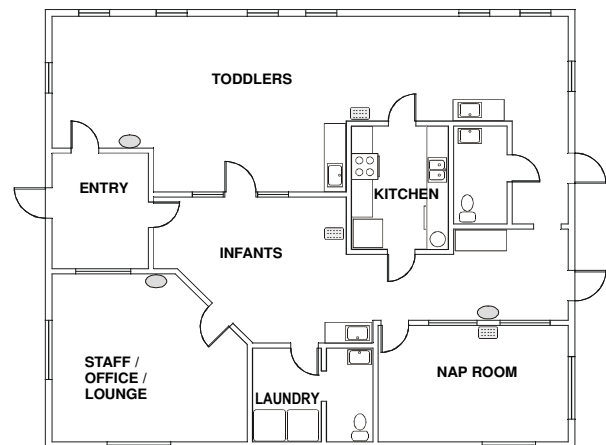 TODDLERS
ENTRY
KITCHEN
INFANTS
STAFF /
OFFICE /
LOUNGE
LAUNDRY
NAP ROOM